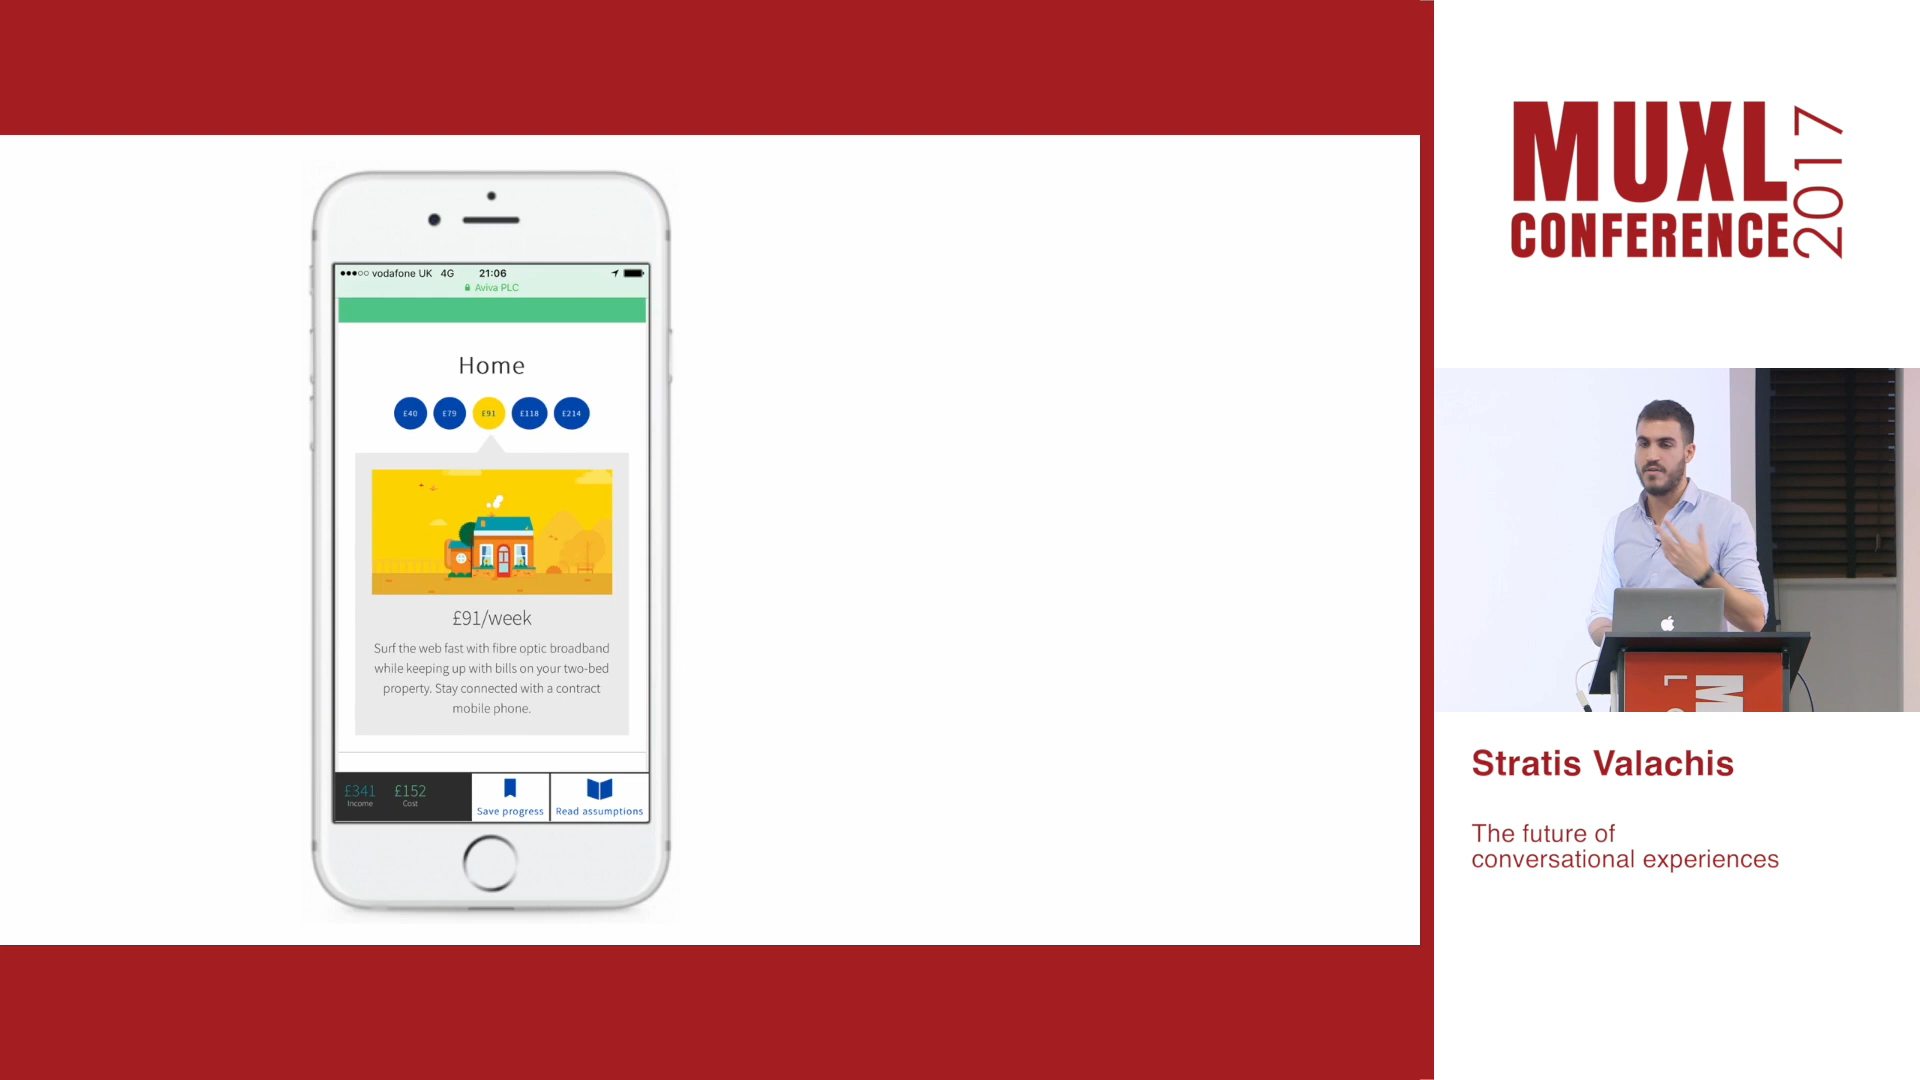 vodafone UK 4G 21:06
Aviva PLC
Home
£40 £79 £91 £118 £214
£91/week
Surf the web fast with fibre optic broadband
while keeping up with bills on your two-bed
property. Stay connected with a contract
mobile phone.
£341 £152
Income Cost
Save progress
Read assumptions
MUXL
CONFERENCE
2017
M
L
Stratis Valachis
The future of
conversational experiences